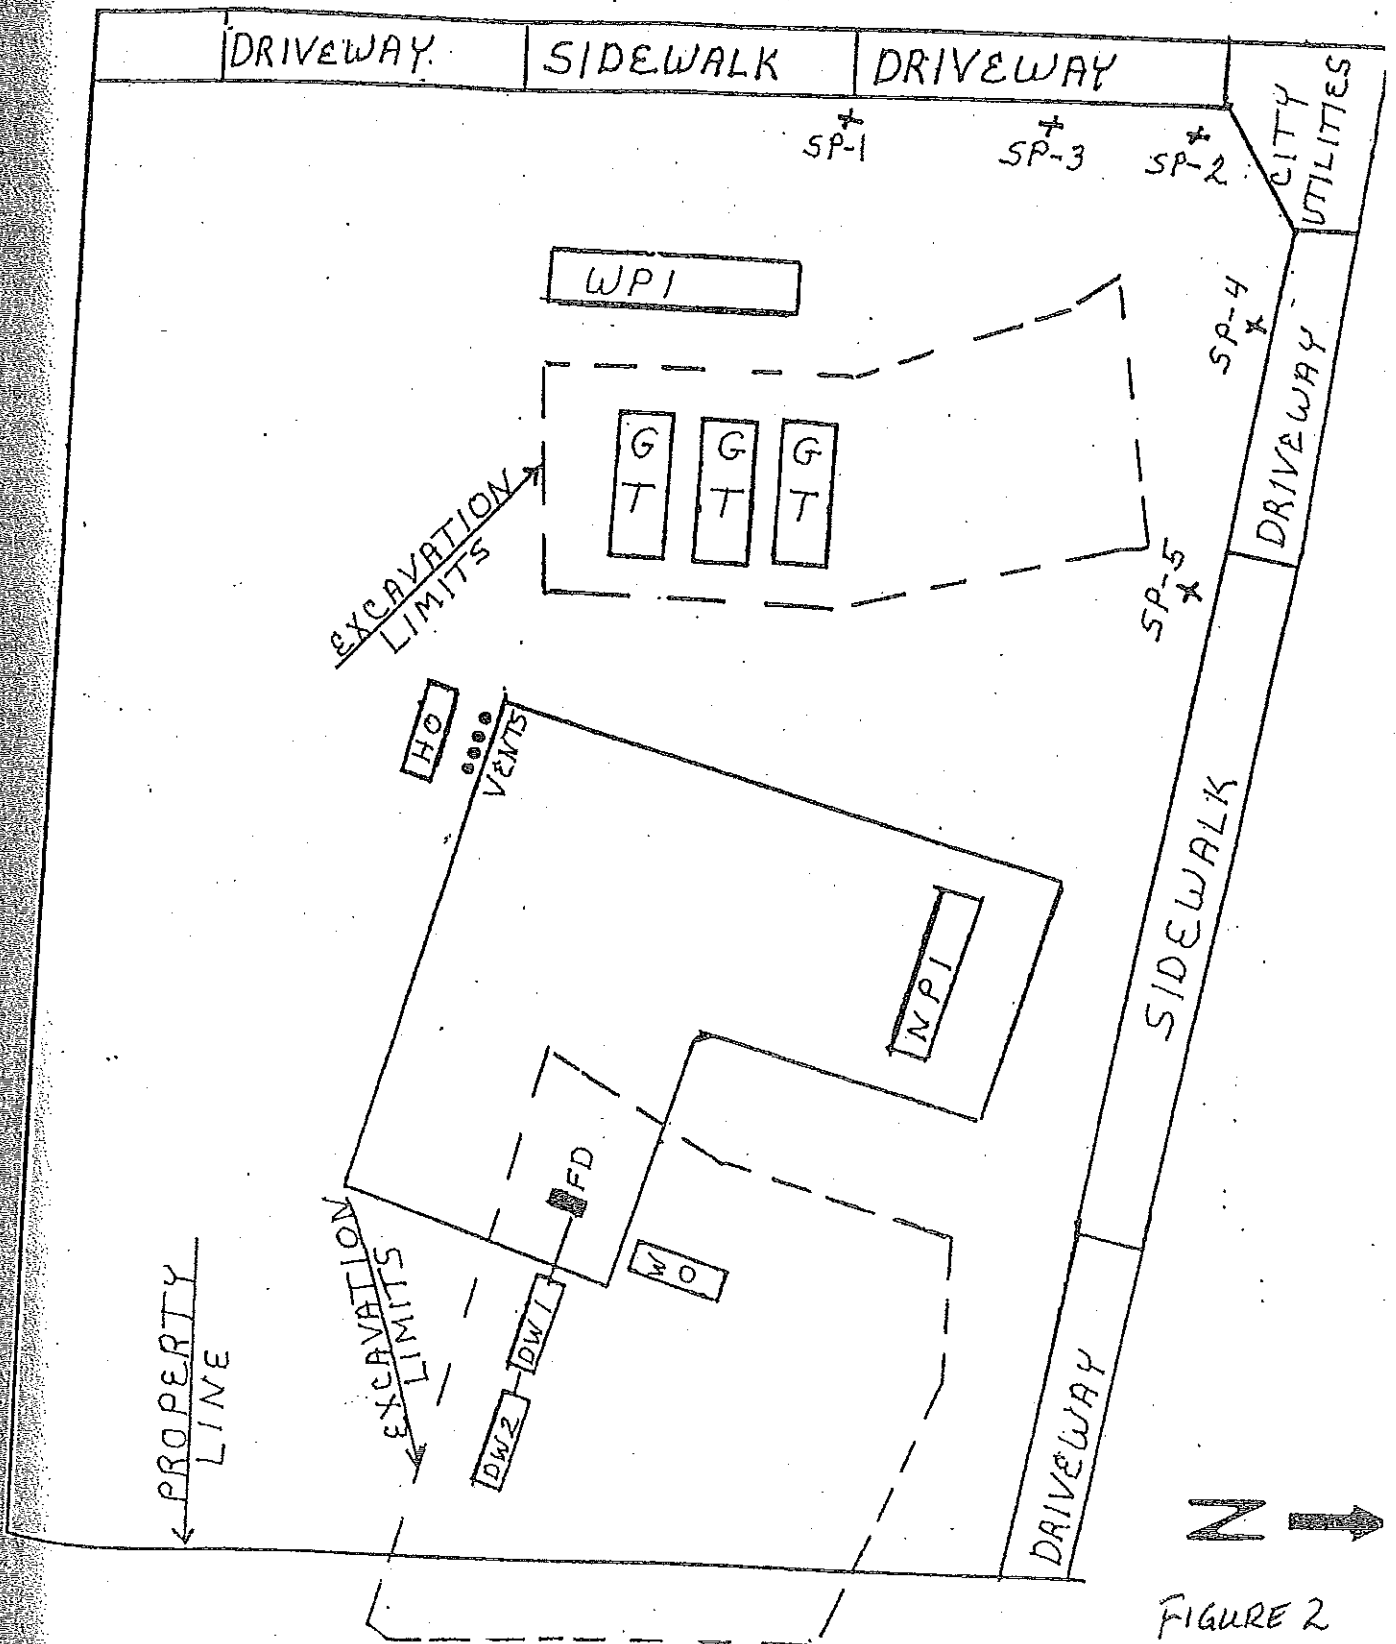 DRIVEWAY.
SIDEWALK
DRIVEWAY
CITY
UTILITIES
SP-1
SP-3
SP-2
WPI
SP-4
DRIVEWAY
G
T
G
T
G
T
EXCAVATION
LIMITS
SP-5
HO
VENTS
SIDEWALK
NPI
FD
EXCAVATION
LIMITS
WO
DW1
DW2
PROPERTY
LINE
DRIVEWAY
N
FIGURE 2